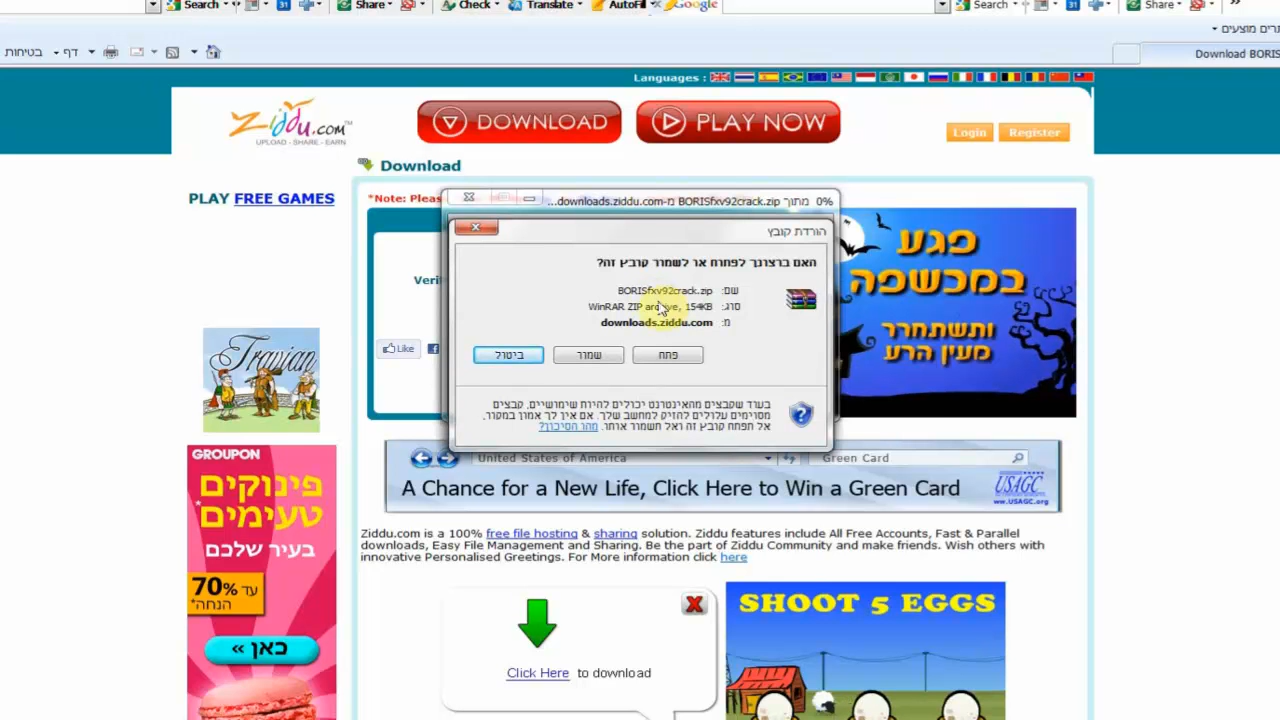 Search
Share
Check
Translate
AutoFil
Google
Search
Share
אתרים מוצעים
בטיחות
דף
Download BORIS
Languages :
Ziddu.com
UPLOAD - SHARE - EARN
DOWNLOAD
PLAY NOW
Login
Register
Download
PLAY FREE GAMES
*Note: Pleas
0% מתוך BORISfxv92crack.zip מ-downloads.ziddu.com...
הורדת קובץ
האם ברצונך לפתוח או לשמור קובץ זה?
שם: BORISfxv92crack.zip
סוג: WinRAR ZIP archive, 154KB
מ: downloads.ziddu.com
פתח
שמור
ביטול
בעוד שקבצים מהאינטרנט יכולים להיות שימושיים, קבצים
מסוימים עלולים להזיק למחשב שלך. אם אין לך אמון במקור,
אל תפתח קובץ זה ואל תשמור אותו. מהו הסיכון?
Veri
Like
פגע
במכשפה
ותשתחרר
מעין הרע
Travian
GROUPON
פינוקים
טעימים*
בעיר שלכם
עד 70%
הנחה*
כאן »
United States of America
Green Card
A Chance for a New Life, Click Here to Win a Green Card
USAGC
www.USAGC.org
Ziddu.com is a 100% free file hosting & sharing solution. Ziddu features include All Free Accounts, Fast & Parallel
downloads, Easy File Management and Sharing. Be the part of Ziddu Community and make friends. Wish others with
innovative Personalised Greetings. For More information click here
Click Here to download
SHOOT 5 EGGS